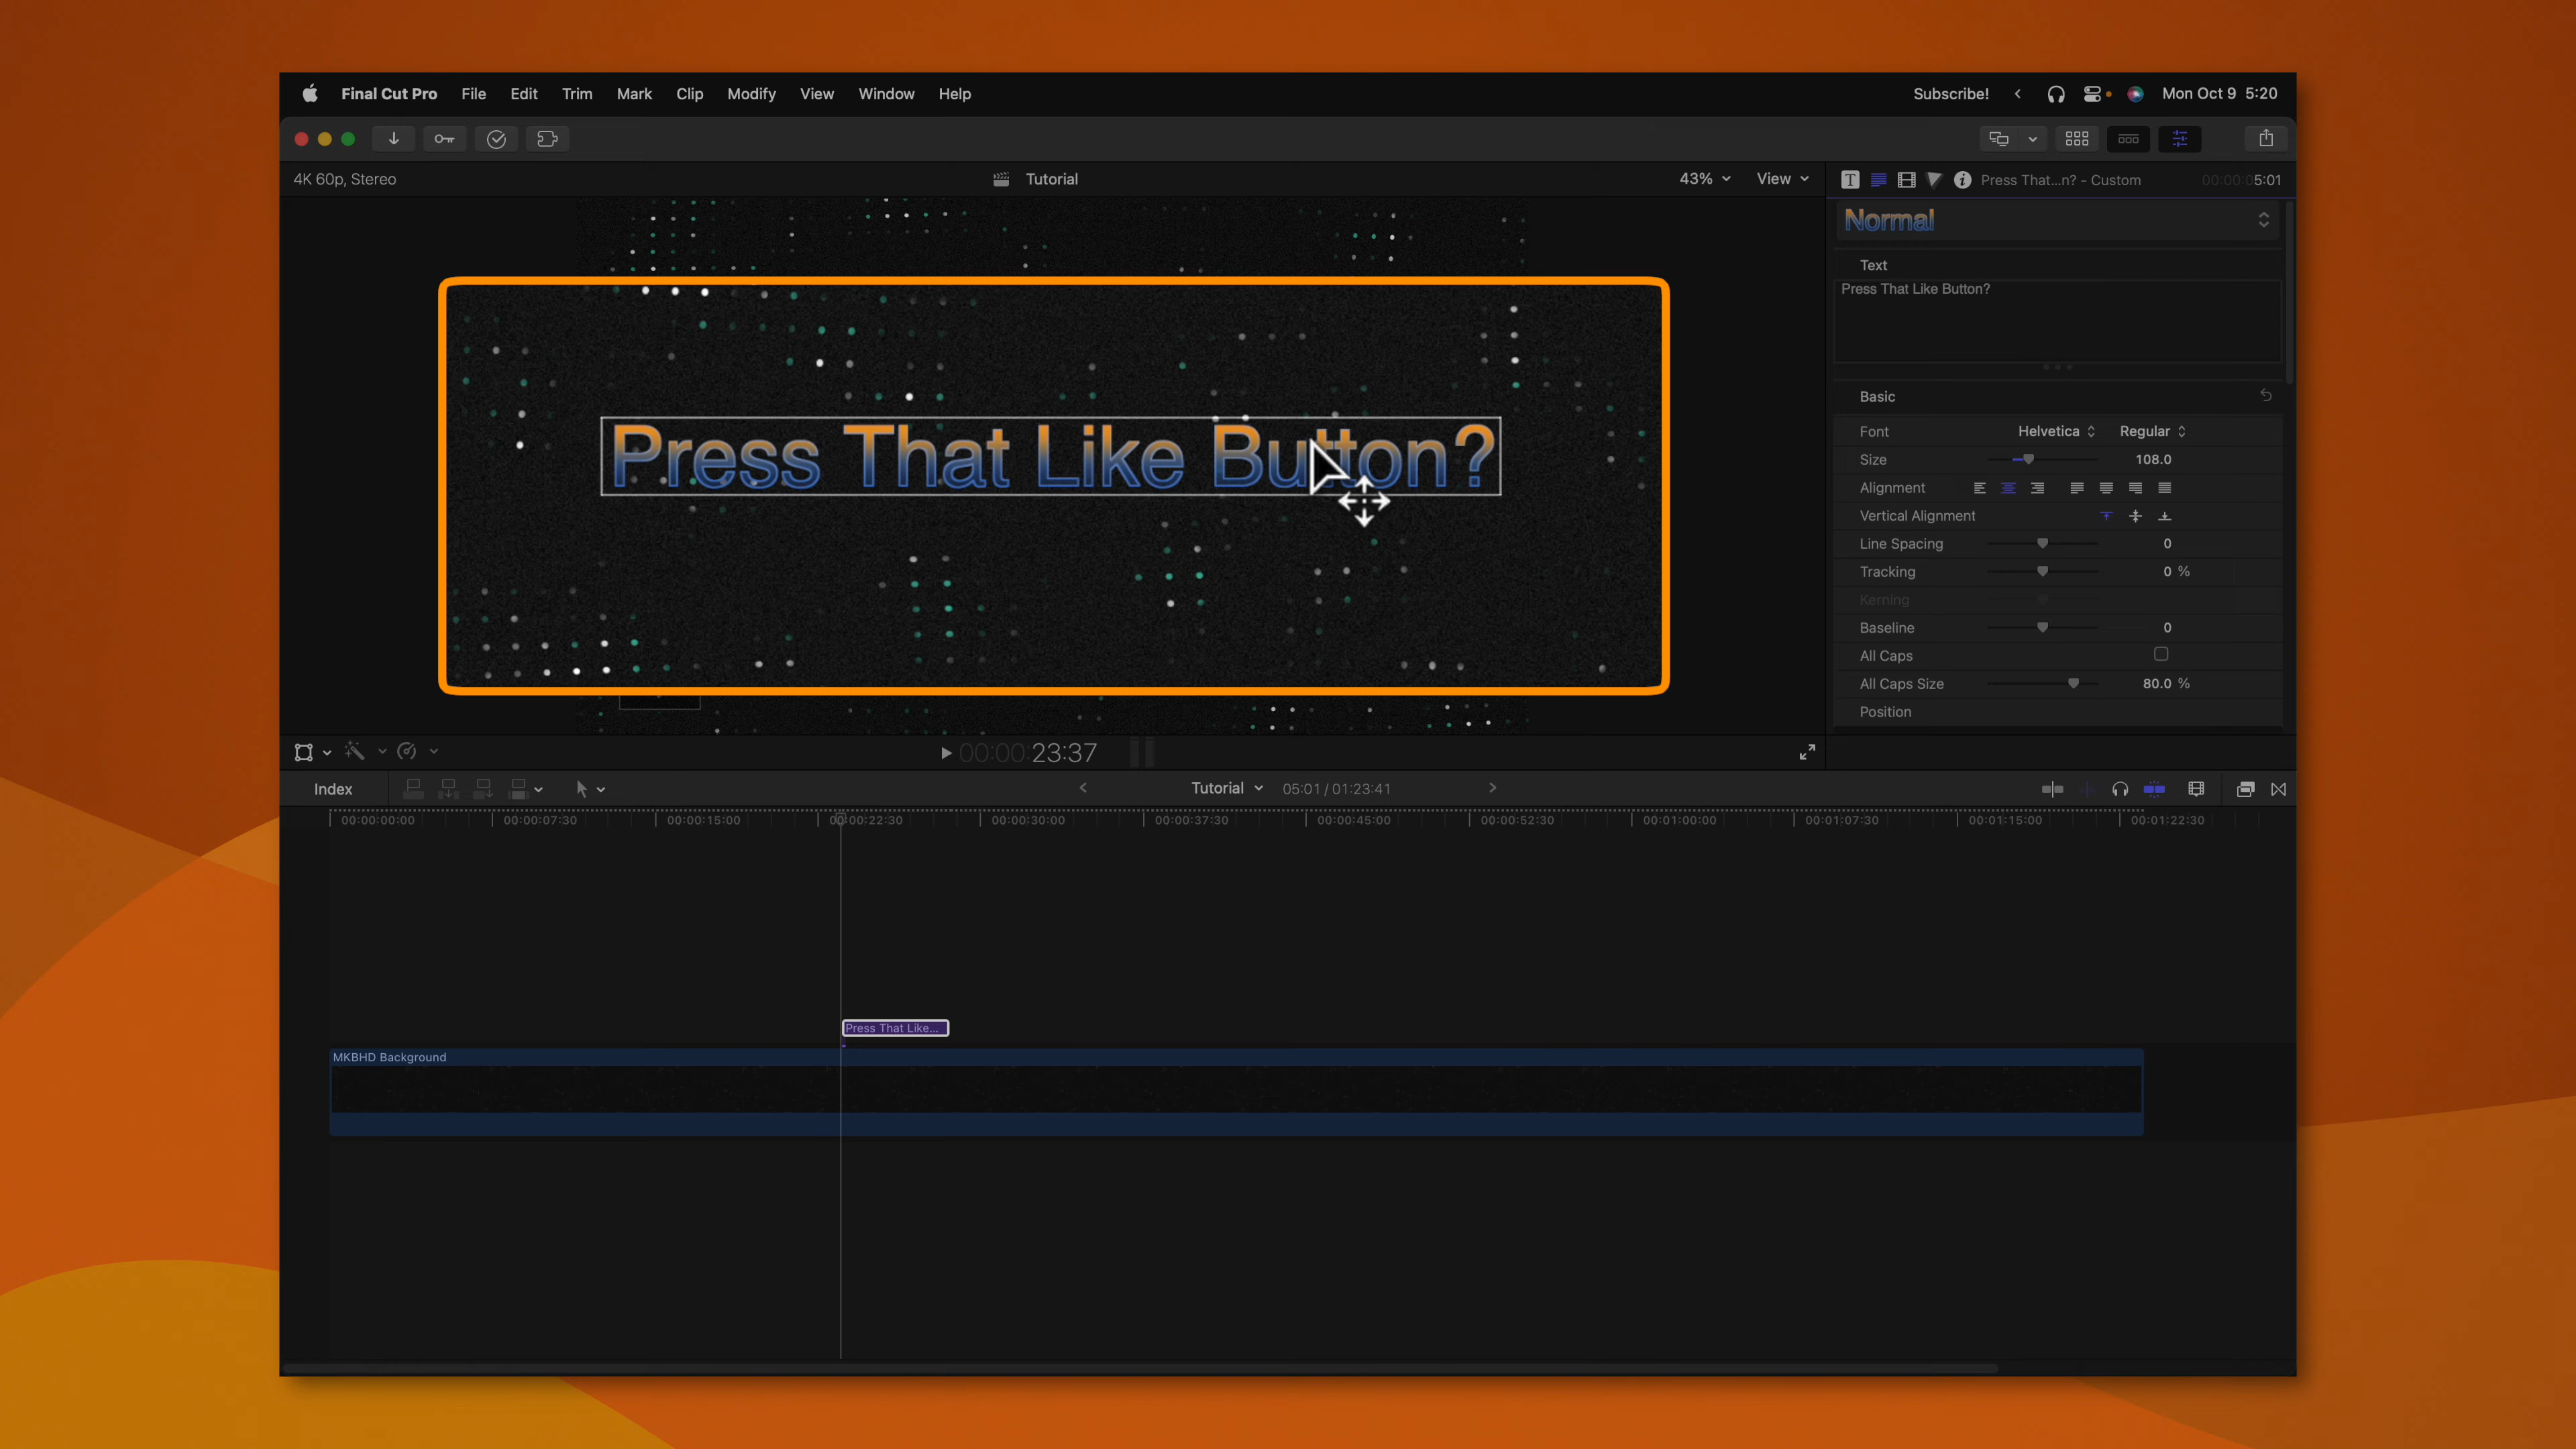 Final Cut Pro File Edit Trim Mark Clip Modify View Window Help
Subscribe! Mon Oct 9 5:20
4K 60p, Stereo
Tutorial
43% View
Press That...n? - Custom
00:00:05:01
Normal
Text
Press That Like Button?
Press That Like Button?
Basic
Font Helvetica Regular
Size 108.0
Alignment
Vertical Alignment
Line Spacing 0
Tracking 0 %
Kerning
Baseline 0
All Caps
All Caps Size 80.0 %
Position
00:00:00:23:37
Index
Tutorial 05:01 / 01:23:41
00:00:00:00 00:00:07:30 00:00:15:00 00:00:22:30 00:00:30:00 00:00:37:30 00:00:45:00 00:00:52:30 00:01:00:00 00:01:07:30 00:01:15:00 00:01:22:30
Press That Like...
MKBHD Background